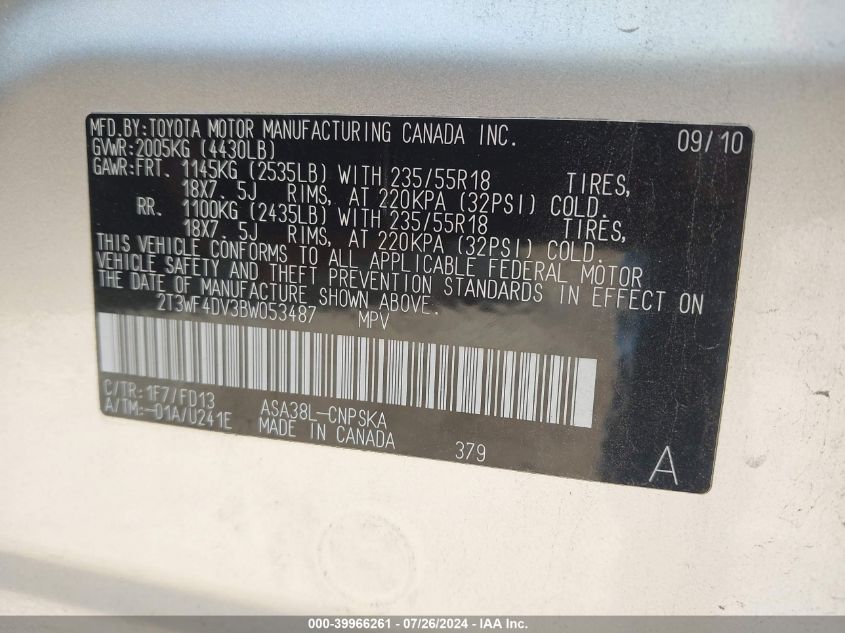 MFD.BY:TOYOTA MOTOR MANUFACTURING CANADA INC. 09/10
GVWR:2005KG (4430LB)
GAWR:FRT. 1145KG (2535LB) WITH 235/55R18 TIRES,
18X7. 5J RIMS, AT 220KPA (32PSI) COLD.
RR. 1100KG (2435LB) WITH 235/55R18 TIRES,
18X7. 5J RIMS, AT 220KPA (32PSI) COLD.
THIS VEHICLE CONFORMS TO ALL APPLICABLE FEDERAL MOTOR
VEHICLE SAFETY AND THEFT PREVENTION STANDARDS IN EFFECT ON
THE DATE OF MANUFACTURE SHOWN ABOVE.
2T3WF4DV3BW053487 MPV
C/TR:1F7/FD13
A/TM:-01A/U241E
ASA38L-CNPSKA
MADE IN CANADA
379
A
000-39966261 - 07/26/2024 - IAA, Inc.